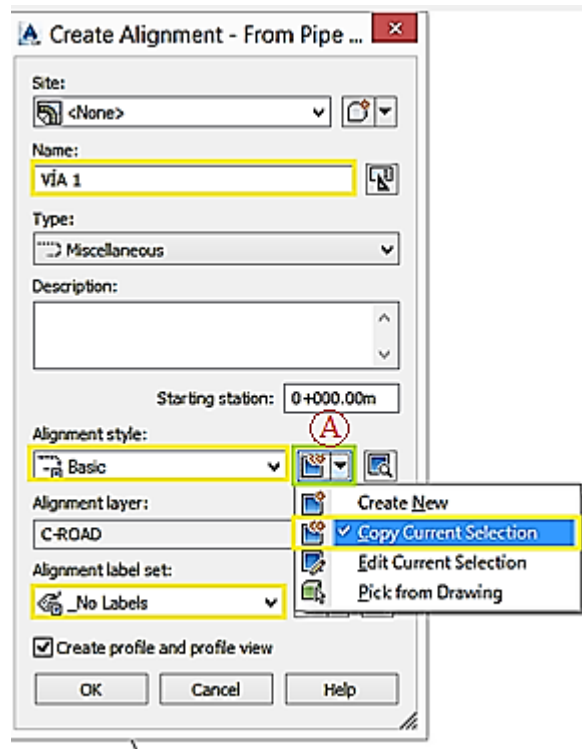 Create Alignment - From Pipe ...
Site:
<None>
Name:
VÍA 1
Type:
Miscellaneous
Description:
Starting station: 0+000.00m
A
Alignment style:
Basic
Create New
Alignment layer:
C-ROAD
Copy Current Selection
Alignment label set:
Edit Current Selection
_No Labels
Pick from Drawing
Create profile and profile view
OK Cancel Help